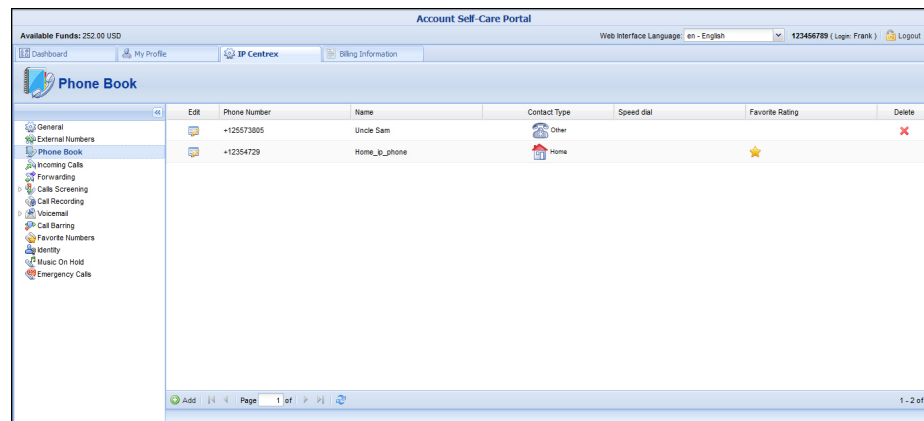 Account Self-Care Portal
Available Funds: 252.00 USD Web Interface Language: en - English 123456789 ( Login: Frank ) Logout
Dashboard My Profile IP Centrex Billing Information
Phone Book
Edit Phone Number Name Contact Type Speed dial Favorite Rating Delete
General
External Numbers
Phone Book
Incoming Calls
Forwarding
Calls Screening
Call Recording
Voicemail
Call Barring
Favorite Numbers
Identity
Music On Hold
Emergency Calls
+125573805 Uncle Sam Other
+12354729 Home_ip_phone Home
Add Page 1 of 1 - 2 of